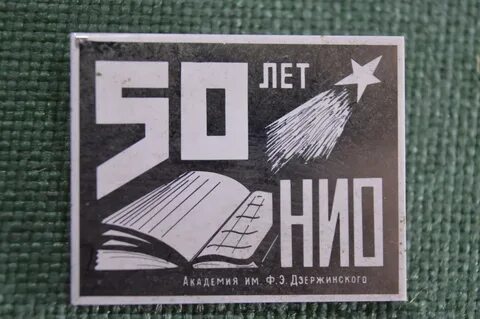 50 ЛЕТ
НИО
Академия им. Ф.Э. Дзержинского